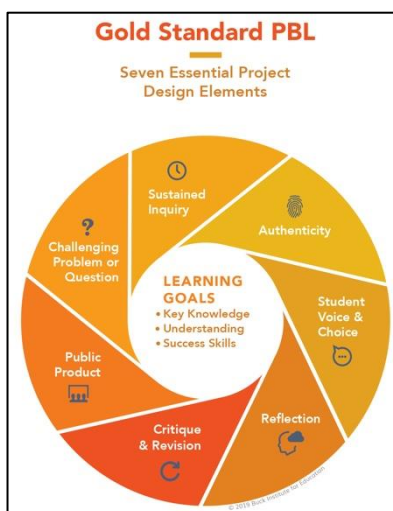 Gold Standard PBL
Seven Essential Project
Design Elements
?
Challenging
Problem or
Question
Sustained
Inquiry
Authenticity
Student
Voice &
Choice
Reflection
Critique
& Revision
Public
Product
LEARNING
GOALS
• Key Knowledge
• Understanding
• Success Skills
© 2019 Buck Institute for Education